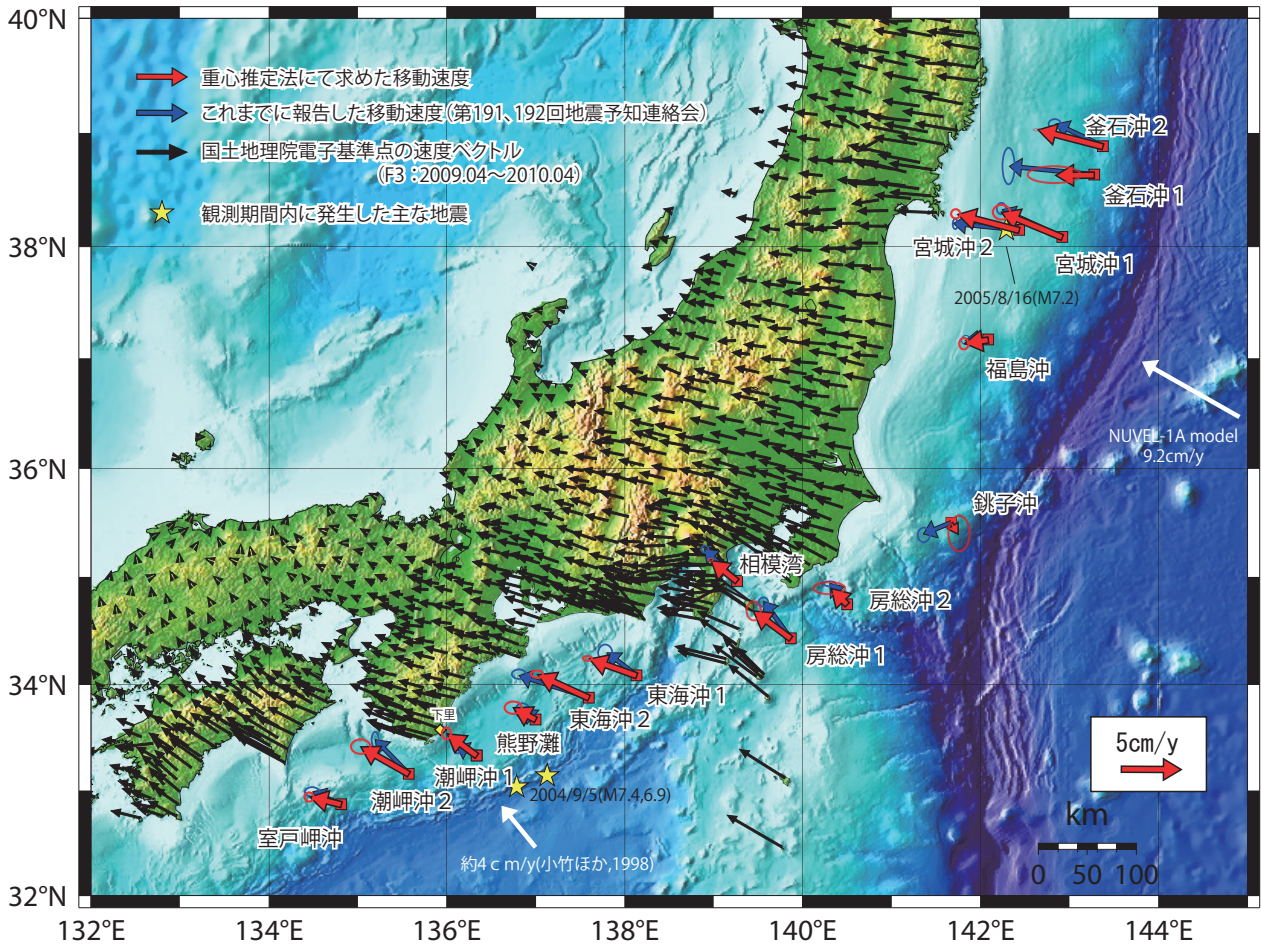 40°N
38°N
36°N
34°N
32°N
132°E
134°E
136°E
138°E
140°E
142°E
144°E
重心推定法にて求めた移動速度
これまでに報告した移動速度（第191、192回地震予知連絡会）
国土地理院電子基準点の速度ベクトル
（F3：2009.04〜2010.04）
観測期間内に発生した主な地震
釜石沖2
釜石沖1
宮城沖2
宮城沖1
2005/8/16(M7.2)
福島沖
NUVEL-1A model
9.2cm/y
銚子沖
相模湾
房総沖2
房総沖1
東海沖1
東海沖2
下里
熊野灘
潮岬沖1
2004/9/5(M7.4,6.9)
潮岬沖2
室戸岬沖
約4ｃm/y(小竹ほか,1998)
5cm/y
km
0 50 100